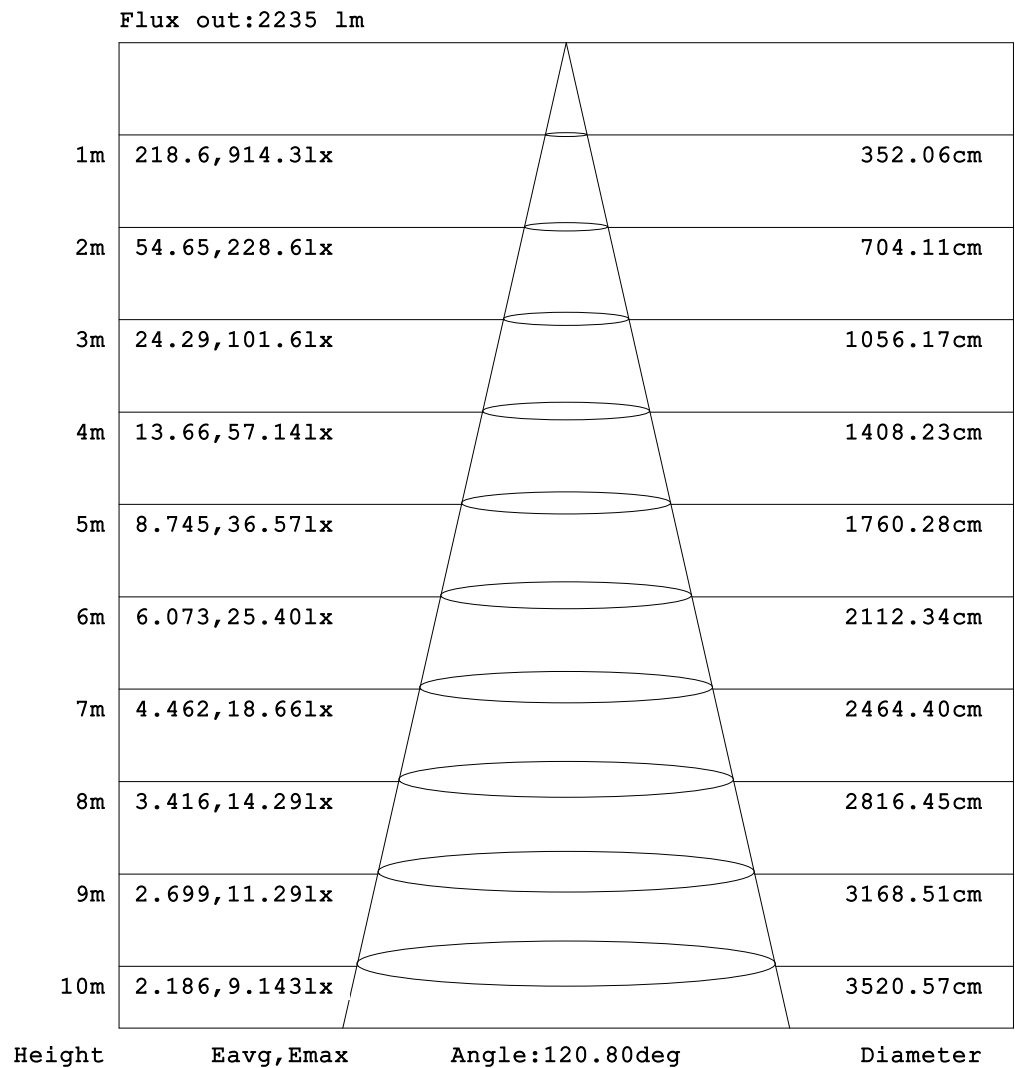 Flux out:2235 lm
1m 218.6,914.3lx 352.06cm
2m 54.65,228.6lx 704.11cm
3m 24.29,101.6lx 1056.17cm
4m 13.66,57.14lx 1408.23cm
5m 8.745,36.57lx 1760.28cm
6m 6.073,25.40lx 2112.34cm
7m 4.462,18.66lx 2464.40cm
8m 3.416,14.29lx 2816.45cm
9m 2.699,11.29lx 3168.51cm
10m 2.186,9.143lx 3520.57cm
Height Eavg,Emax Angle:120.80deg Diameter